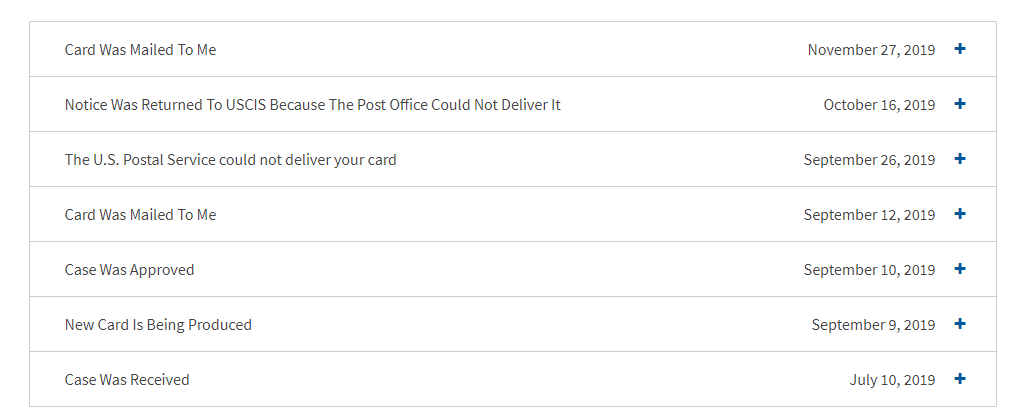 Card Was Mailed To Me November 27, 2019
Notice Was Returned To USCIS Because The Post Office Could Not Deliver It October 16, 2019
The U.S. Postal Service could not deliver your card September 26, 2019
Card Was Mailed To Me September 12, 2019
Case Was Approved September 10, 2019
New Card Is Being Produced September 9, 2019
Case Was Received July 10, 2019